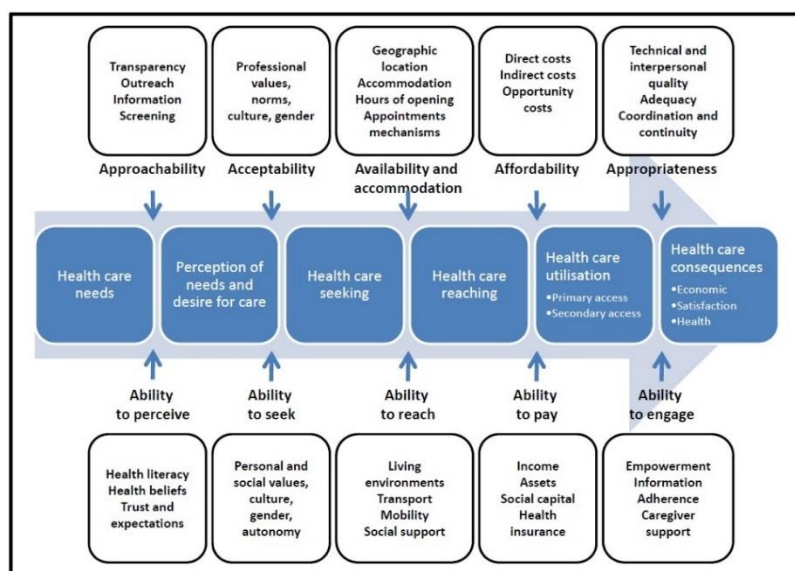 Transparency
Outreach
Information
Screening
Professional
values,
norms,
culture, gender
Geographic
location
Accommodation
Hours of opening
Appointments
mechanisms
Direct costs
Indirect costs
Opportunity
costs
Technical and
interpersonal
quality
Adequacy
Coordination and
continuity
Approachability
Acceptability
Availability and
accommodation
Affordability
Appropriateness
Health care
needs
Perception of
needs and
desire for care
Health care
seeking
Health care
reaching
Health care
utilisation
•Primary access
•Secondary access
Health care
consequences
•Economic
•Satisfaction
•Health
Ability
to perceive
Ability
to seek
Ability
to reach
Ability
to pay
Ability
to engage
Health literacy
Health beliefs
Trust and
expectations
Personal and
social values,
culture,
gender,
autonomy
Living
environments
Transport
Mobility
Social support
Income
Assets
Social capital
Health
insurance
Empowerment
Information
Adherence
Caregiver
support